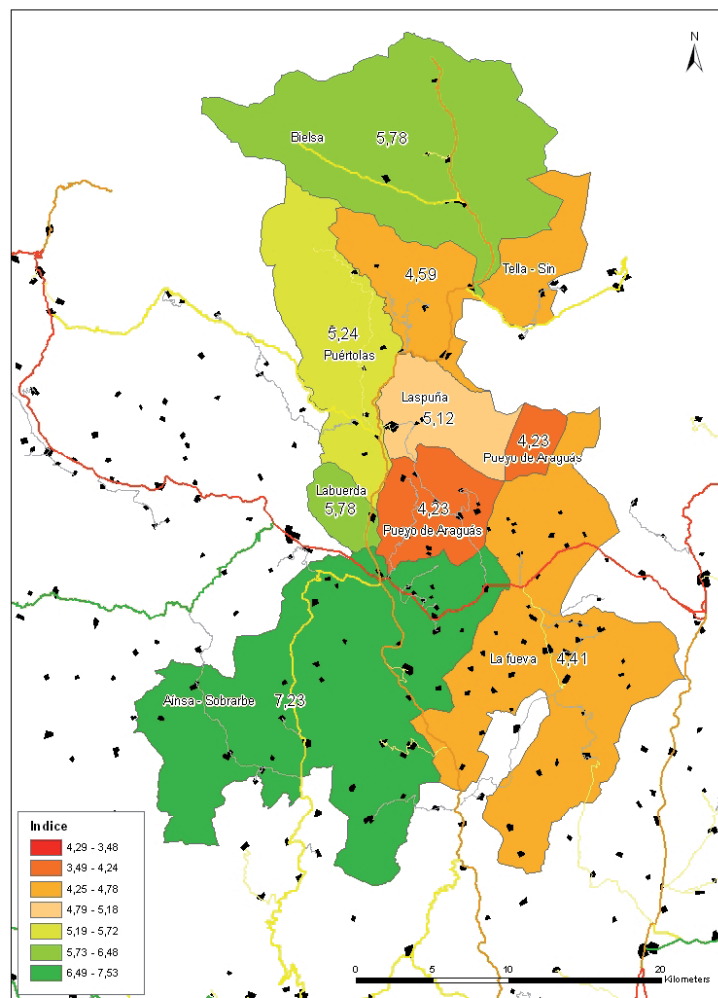 N
Bielsa
5,78
Tella - Sin
4,59
5,24
Puértolas
Laspuña
5,12
4,23
Pueyo de Araguás
Labuerda
5,78
4,23
Pueyo de Araguás
La fueva
4,41
Aínsa - Sobrarbe
7,23
Indice
4,29 - 3,48
3,49 - 4,24
4,25 - 4,78
4,79 - 5,18
5,19 - 5,72
5,73 - 6,48
6,49 - 7,53
0 5 10 20
Kilometers